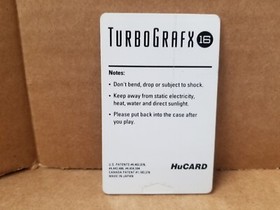 TURBOGRAFX 16
Notes:
• Don't bend, drop or subject to shock.
• Keep away from static electricity,
heat, water and direct sunlight.
• Please put back into the case after
you play.
MADE IN JAPAN
HuCARD